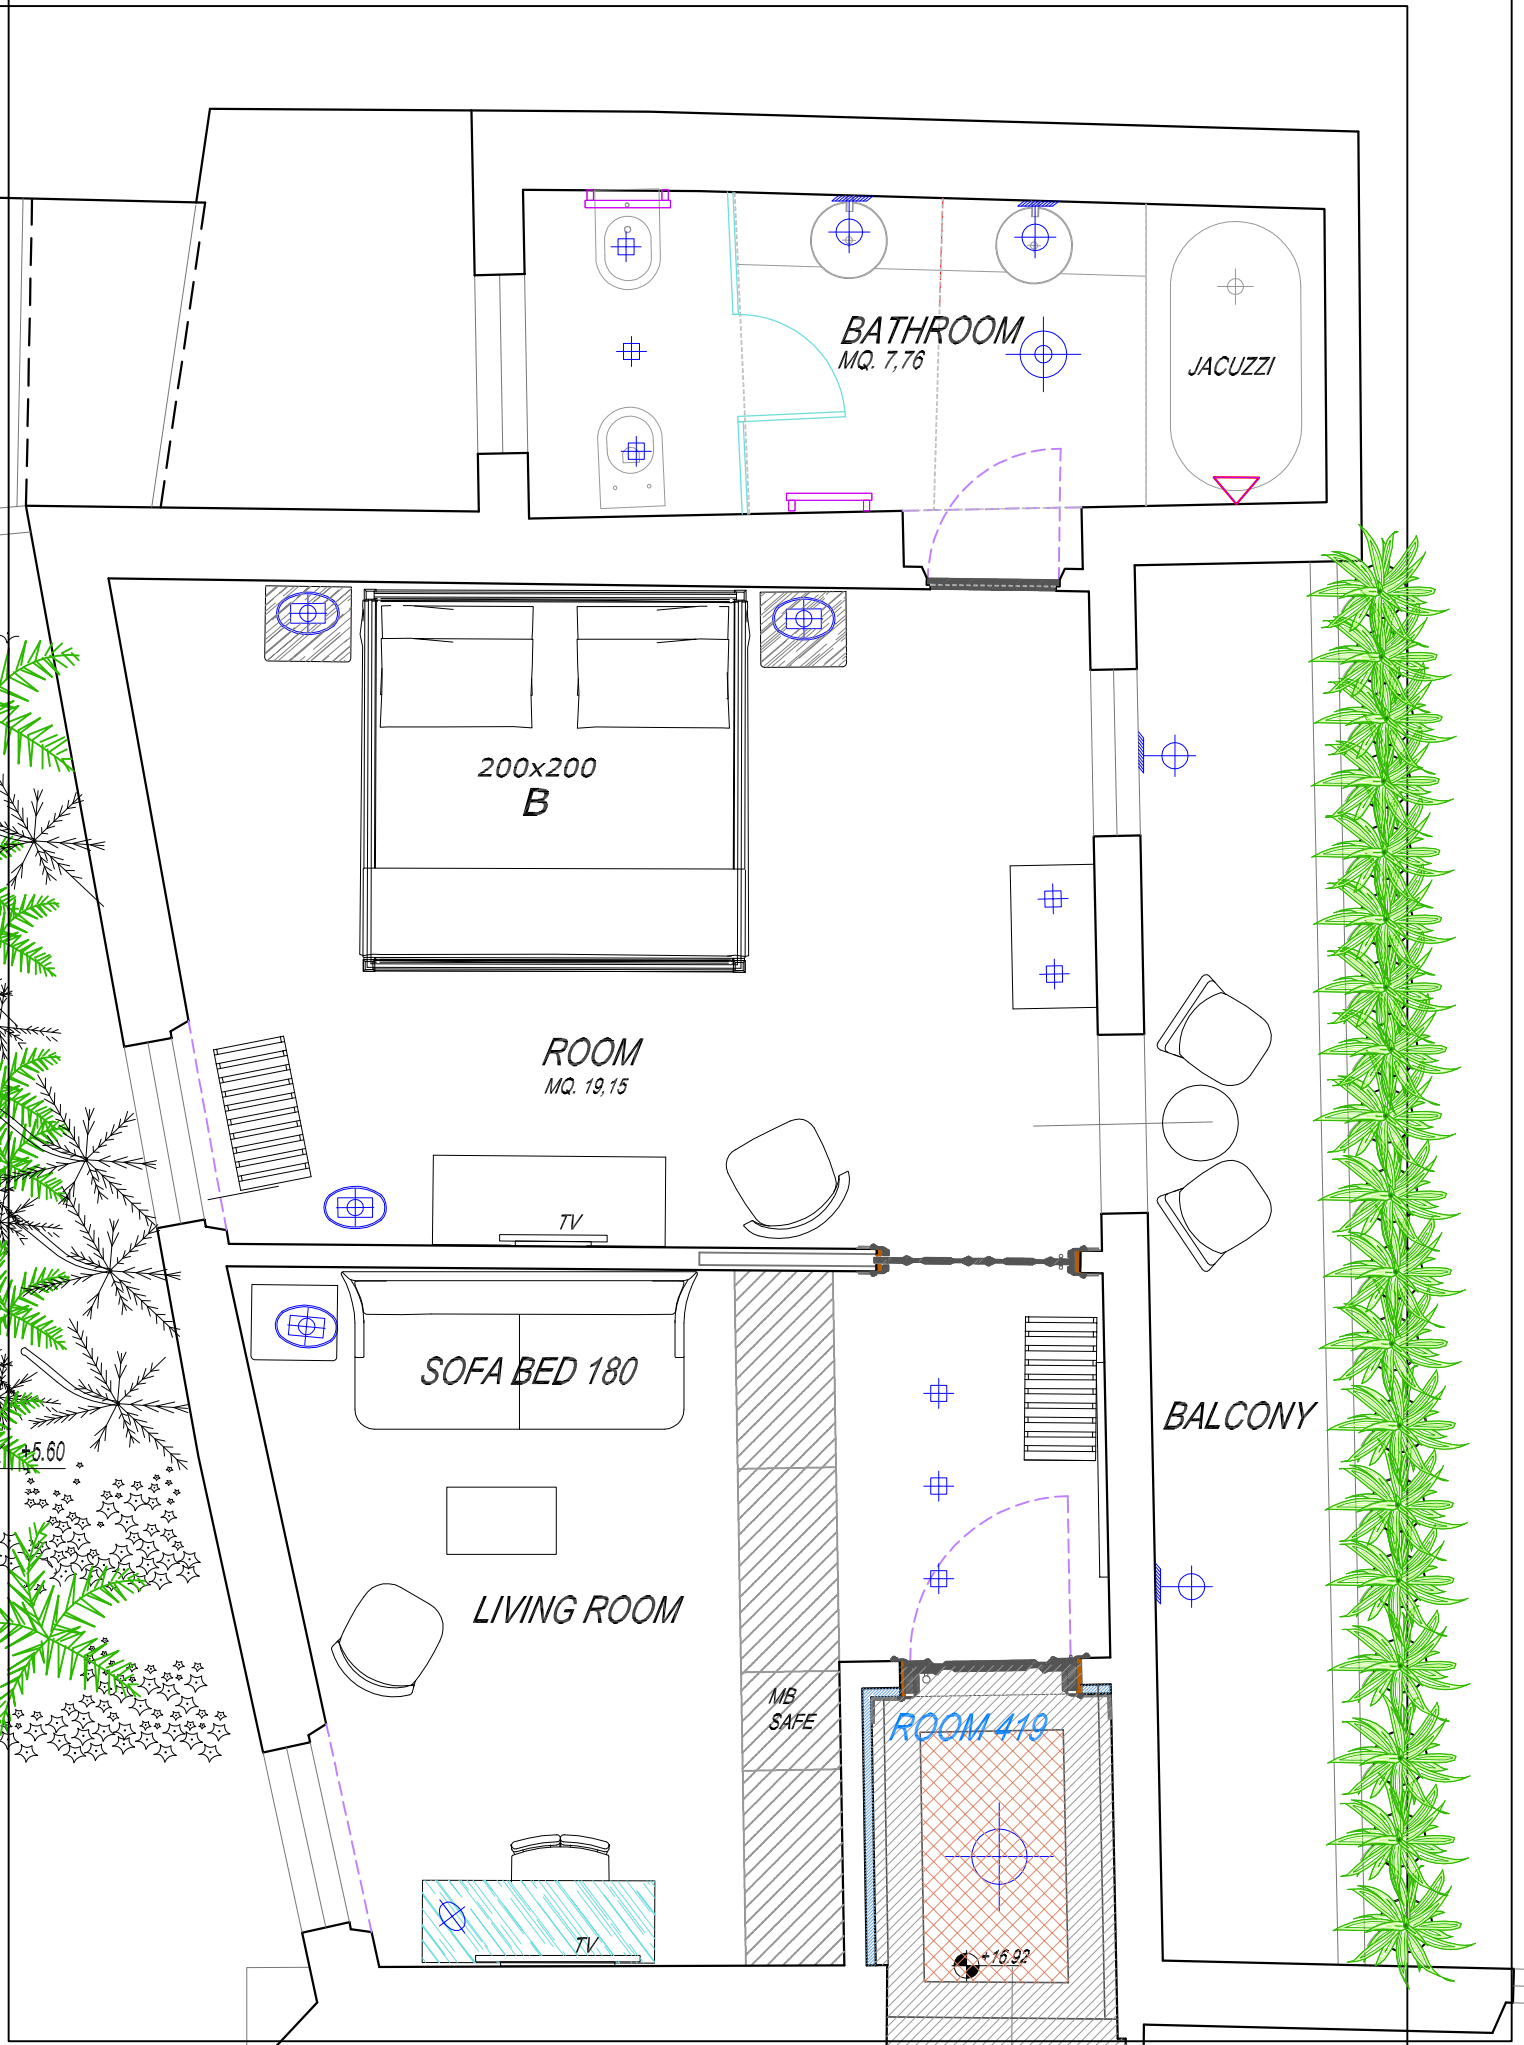 BATHROOM
MQ. 7,76
JACUZZI
200x200
B
ROOM
MQ. 19,15
TV
SOFA BED 180
BALCONY
+5.60
LIVING ROOM
MB
SAFE
ROOM 419
TV
+16.92